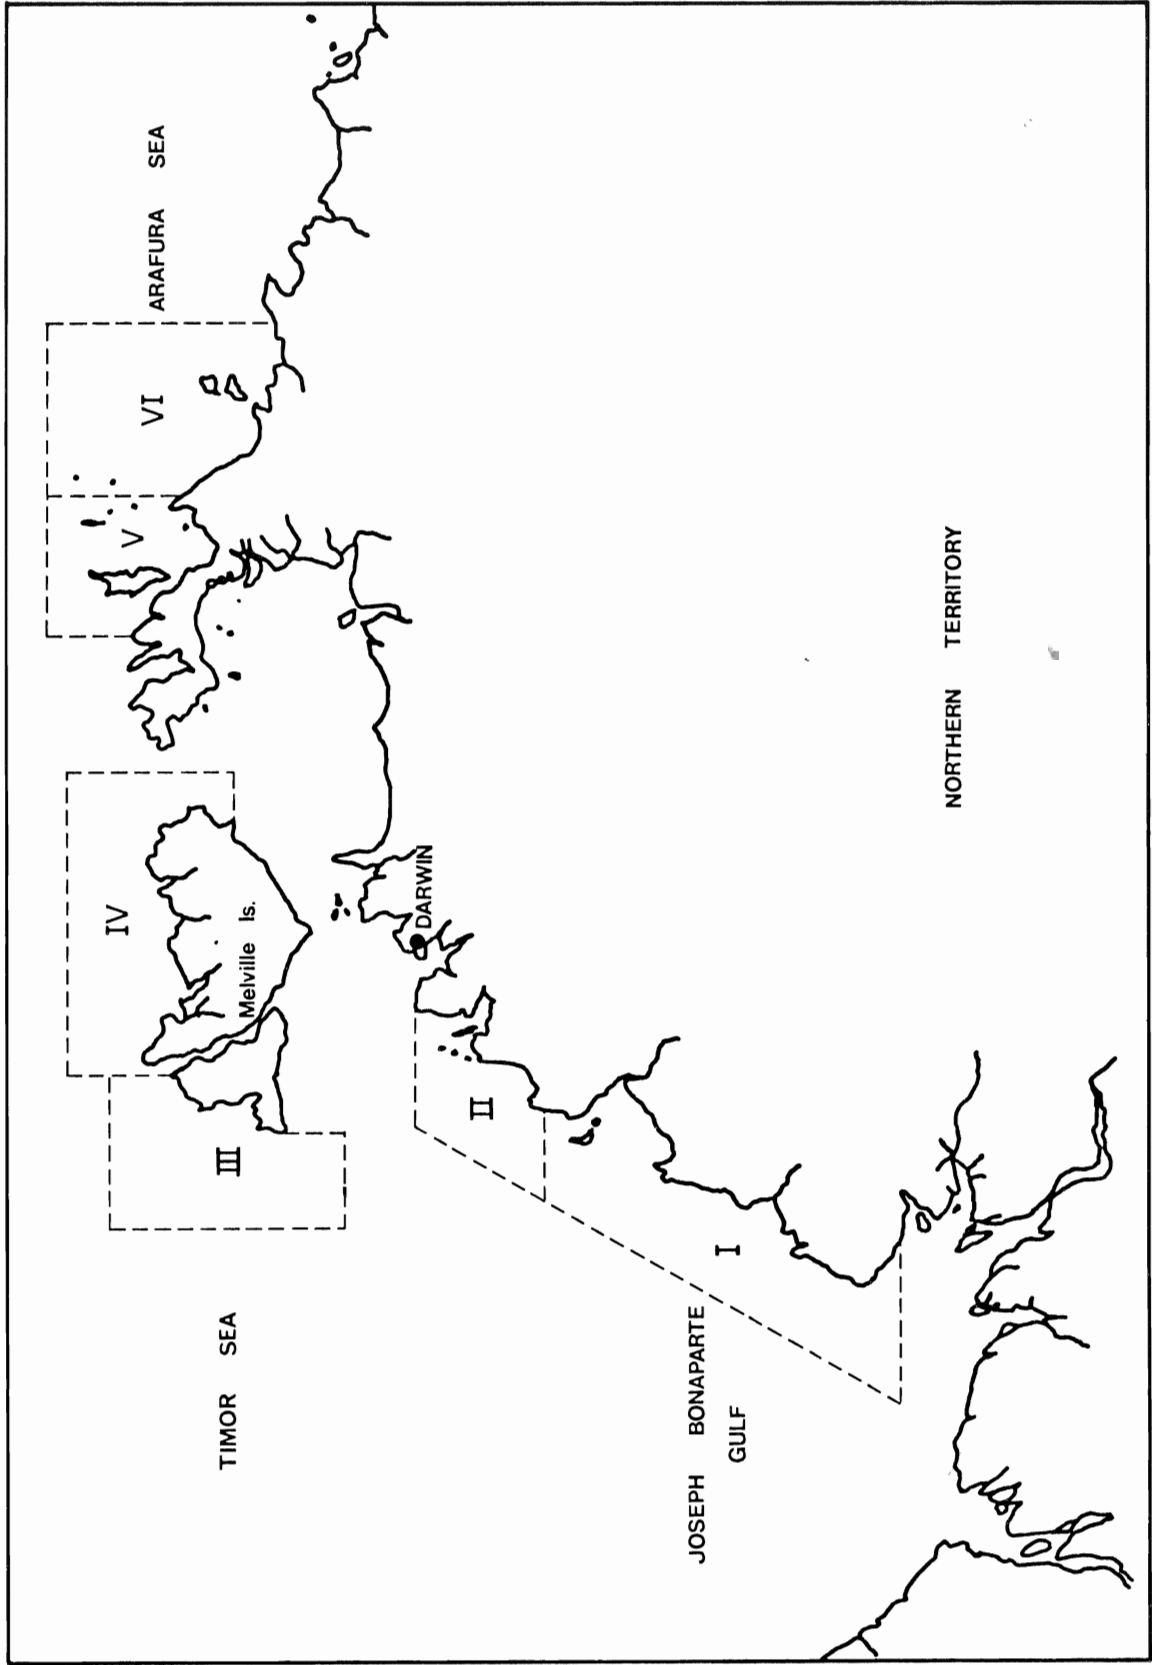 ARAFURA SEA
VI
V
IV
Melville Is.
III
DARWIN
II
I
TIMOR SEA
JOSEPH BONAPARTE
GULF
NORTHERN TERRITORY